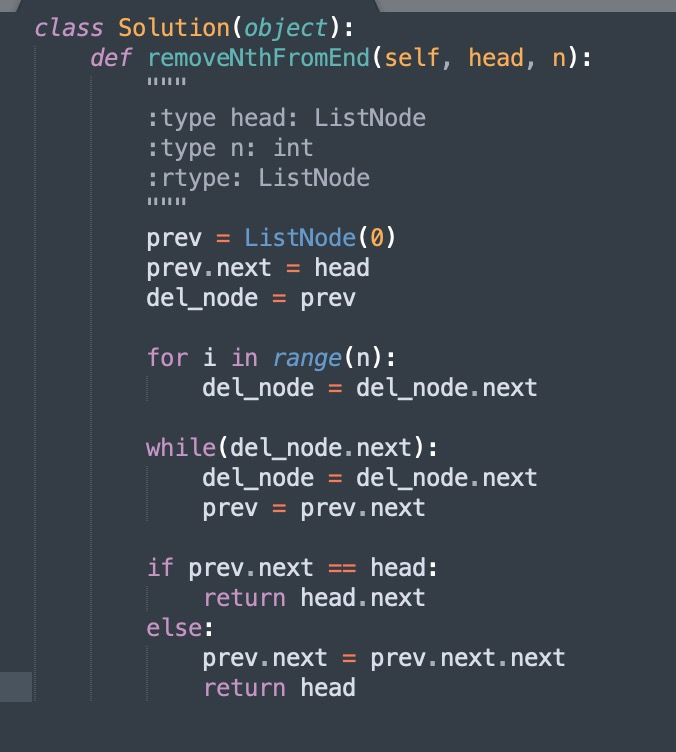 class Solution(object):
    def removeNthFromEnd(self, head, n):
        """
        :type head: ListNode
        :type n: int
        :rtype: ListNode
        """
        prev = ListNode(0)
        prev.next = head
        del_node = prev

        for i in range(n):
            del_node = del_node.next

        while(del_node.next):
            del_node = del_node.next
            prev = prev.next

        if prev.next == head:
            return head.next
        else:
            prev.next = prev.next.next
            return head